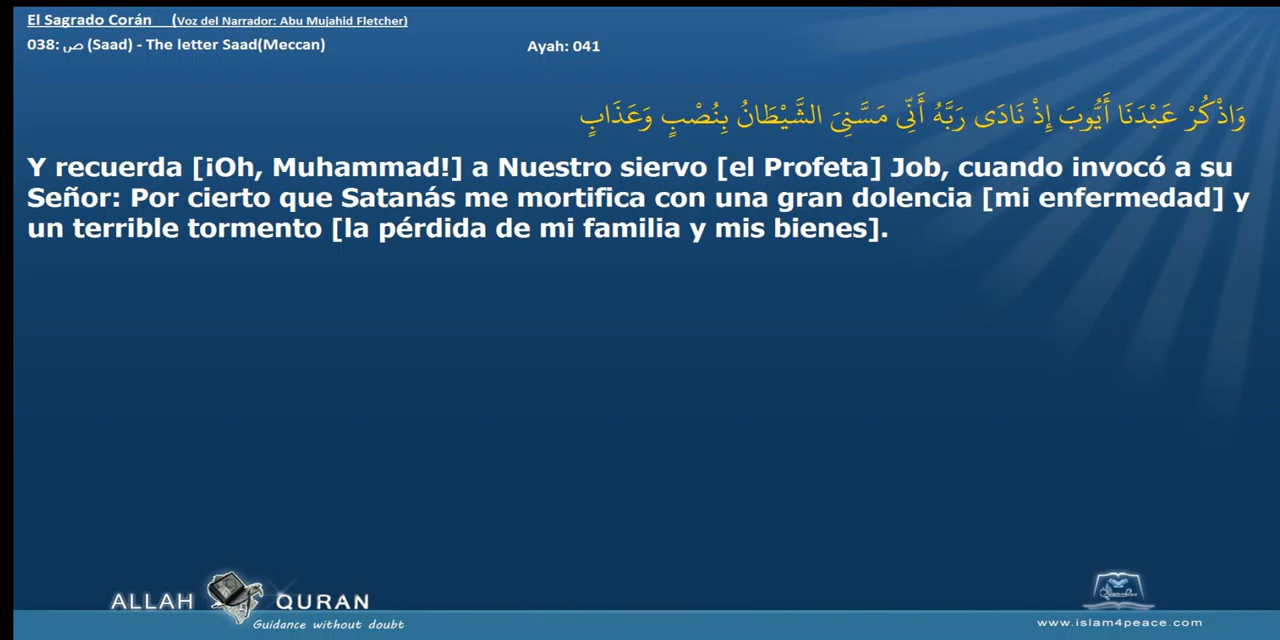 El Sagrado Corán (Voz del Narrador: Abu Mujahid Fletcher)
038: ص (Saad) - The letter Saad(Meccan) Ayah: 041
وَاذْكُرْ عَبْدَنَا أَيُّوبَ إِذْ نَادَى رَبَّهُ أَنِّي مَسَّنِيَ الشَّيْطَانُ بِنُصْبٍ وَعَذَابٍ
Y recuerda [¡Oh, Muhammad!] a Nuestro siervo [el Profeta] Job, cuando invocó a su
Señor: Por cierto que Satanás me mortifica con una gran dolencia [mi enfermedad] y
un terrible tormento [la pérdida de mi familia y mis bienes].
ALLAH QURAN
Guidance without doubt
www.islam4peace.com